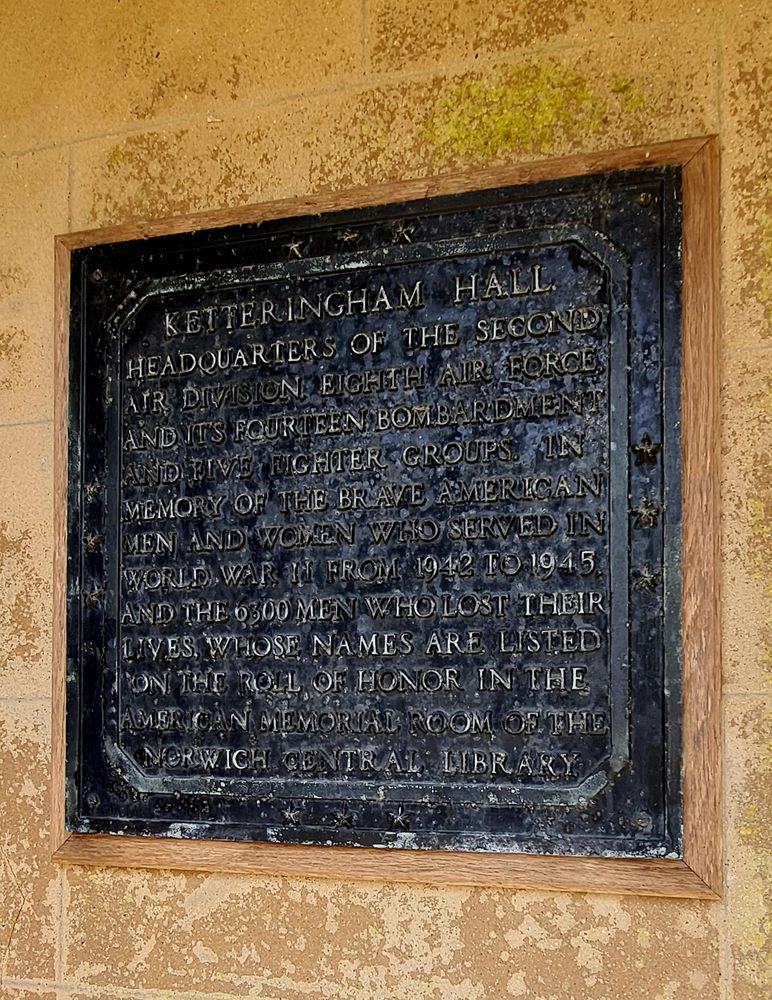 KETTERINGHAM HALL
HEADQUARTERS OF THE SECOND
AIR DIVISION, EIGHTH AIR FORCE,
AND ITS FOURTEEN BOMBARDMENT
AND FIVE FIGHTER GROUPS. IN
MEMORY OF THE BRAVE AMERICAN
MEN AND WOMEN WHO SERVED IN
WORLD WAR II FROM 1942 TO 1945,
AND THE 6300 MEN WHO LOST THEIR
LIVES, WHOSE NAMES ARE LISTED
ON THE ROLL OF HONOR IN THE
AMERICAN MEMORIAL ROOM OF THE
NORWICH CENTRAL LIBRARY